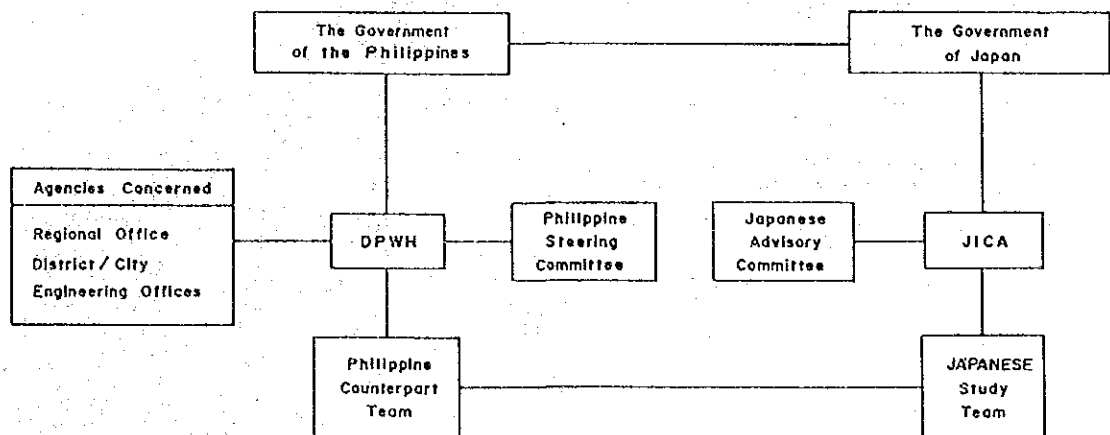 The Government
of the Philippines
The Government
of Japan
Agencies Concerned
Regional Office
District / City
Engineering Offices
DPWH
Philippine
Steering
Committee
Japanese
Advisory
Committee
JICA
Philippine
Counterpart
Team
JAPANESE
Study
Team